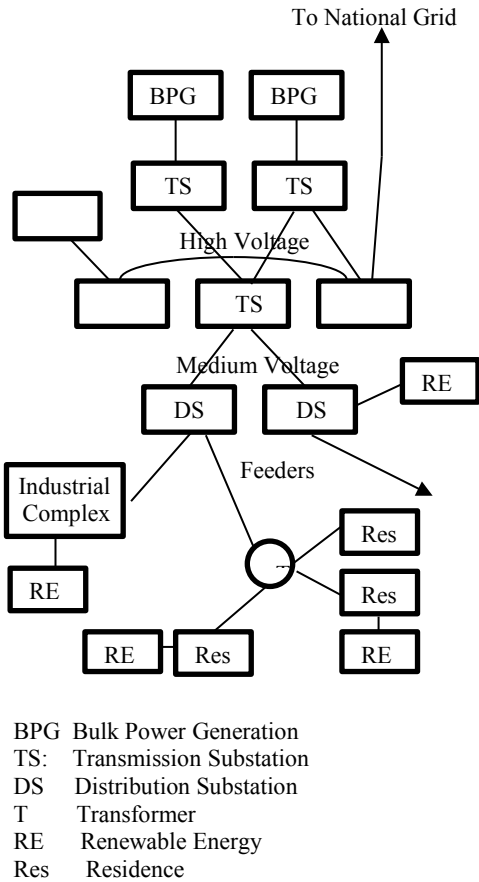 To National Grid
BPG BPG
TS TS
High Voltage
TS
Medium Voltage
RE
DS DS
Feeders
Industrial
Complex
Res
RE
Res
RE Res RE
BPG Bulk Power Generation
TS: Transmission Substation
DS Distribution Substation
T Transformer
RE Renewable Energy
Res Residence